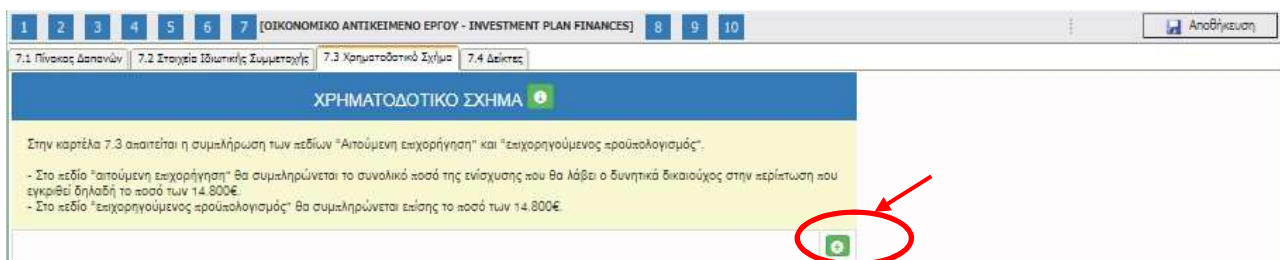 1 2 3 4 5 6 7 [ΟΙΚΟΝΟΜΙΚΟ ΑΝΤΙΚΕΙΜΕΝΟ ΕΡΓΟΥ - INVESTMENT PLAN FINANCES] 8 9 10 Αποθήκευση
7.1 Πίνακας Δαπανών 7.2 Στοιχεία Ιδιωτικής Συμμετοχής 7.3 Χρηματοδοτικό Σχήμα 7.4 Δείκτες
ΧΡΗΜΑΤΟΔΟΤΙΚΟ ΣΧΗΜΑ
Στην καρτέλα 7.3 απαιτείται η συμπλήρωση των πεδίων "Αιτούμενη επιχορήγηση" και "επιχορηγούμενος προϋπολογισμός".
- Στο πεδίο "αιτούμενη επιχορήγηση" θα συμπληρώνεται το συνολικό ποσό της ενίσχυσης που θα λάβει ο δυνητικά δικαιούχος στην περίπτωση που
εγκριθεί δηλαδή το ποσό των 14.800€.
- Στο πεδίο "επιχορηγούμενος προϋπολογισμός" θα συμπληρώνεται επίσης το ποσό των 14.800€.